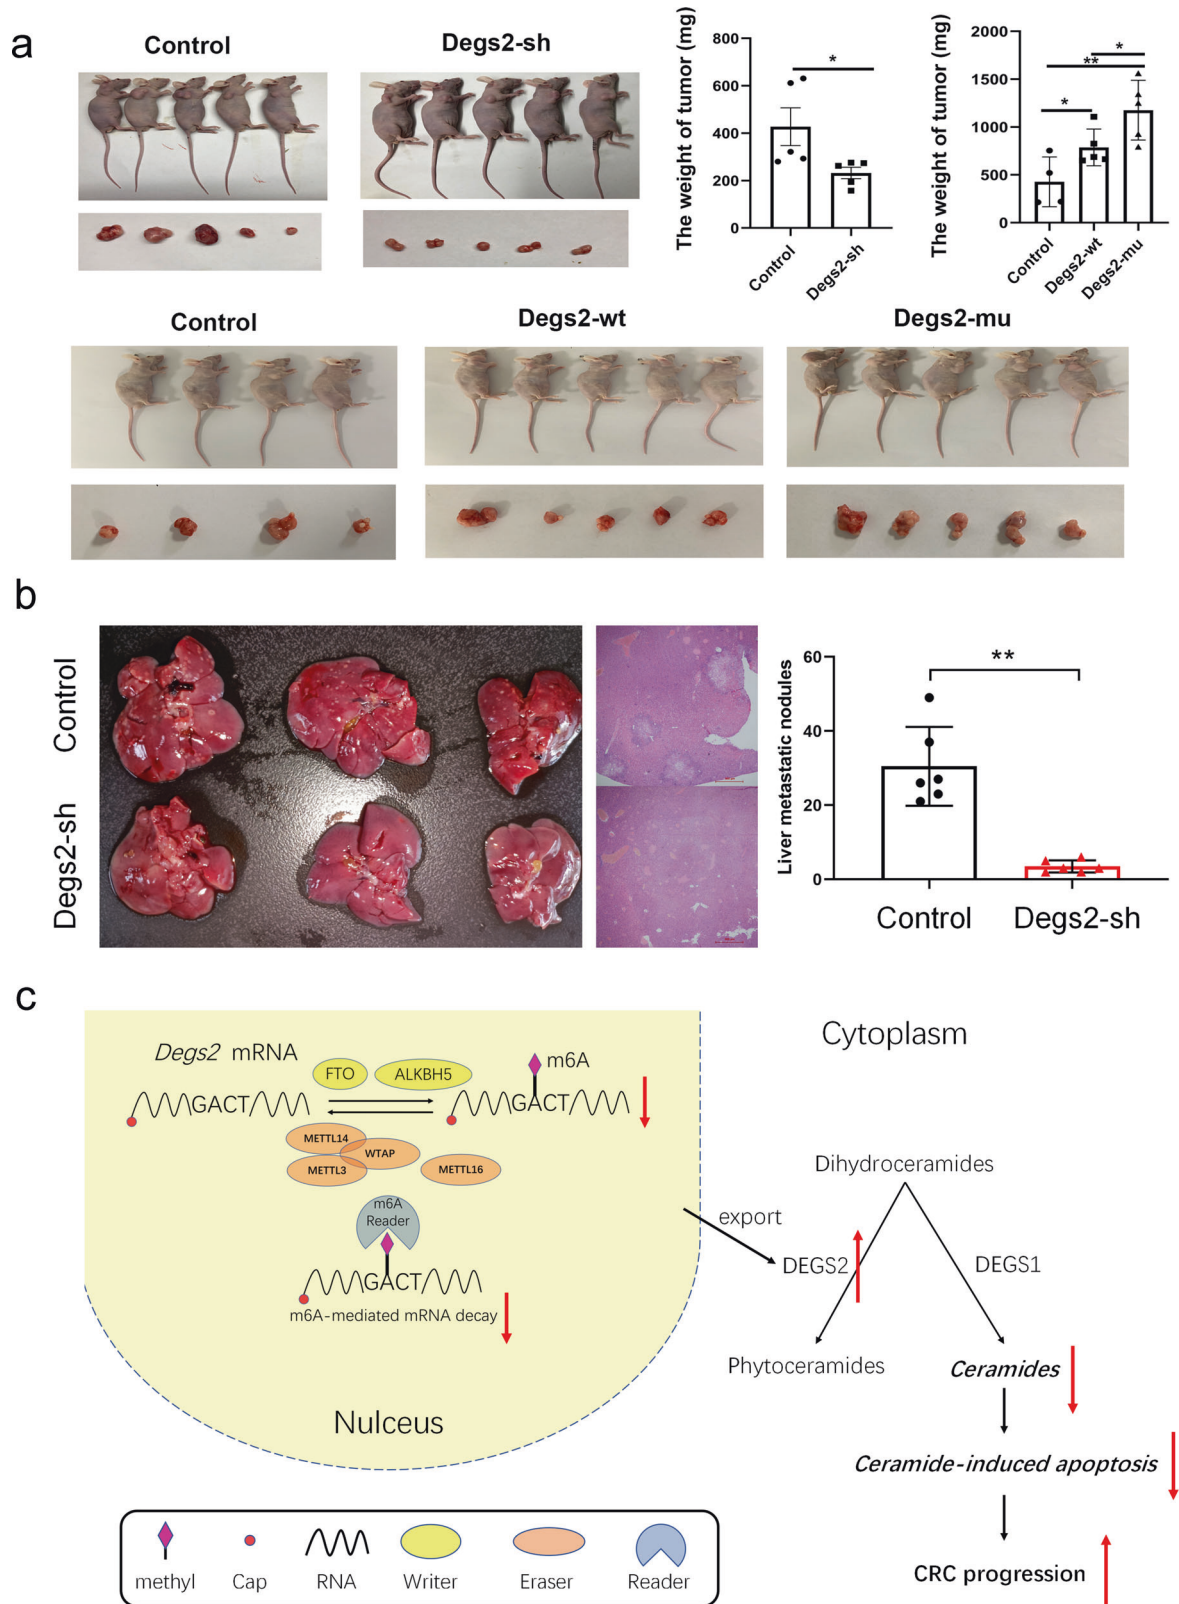 a
Control
Degs2-sh
The weight of tumor (mg)
800
600
400
200
0
*
Control
Degs2-sh
The weight of tumor (mg)
2000
1500
1000
500
0
*
**
*
Control
Degs2-wt
Degs2-mu
Control
Degs2-wt
Degs2-mu
b
Control
Degs2-sh
Liver metastatic nodules
60
40
20
0
**
Control
Degs2-sh
c
Degs2 mRNA
FTO
ALKBH5
m6A
GACT
GACT
METTL14
WTAP
METTL3
METTL16
m6A
Reader
GACT
m6A-mediated mRNA decay
Nulceus
Cytoplasm
Dihydroceramides
export
DEGS2
DEGS1
Phytoceramides
Ceramides
Ceramide-induced apoptosis
CRC progression
methyl
Cap
RNA
Writer
Eraser
Reader